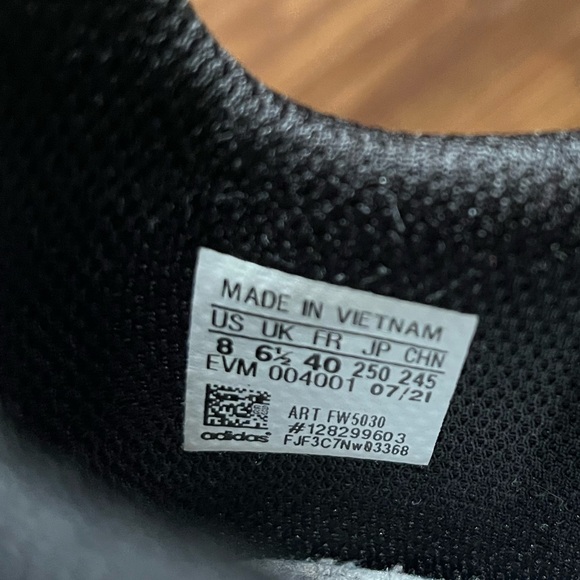 MADE IN VIETNAM
US UK FR JP CHN
8 6½ 40 250 245
EVM 004001 07/21
ART FW5030
#128299603
adidas FJF3C7NwQ3368